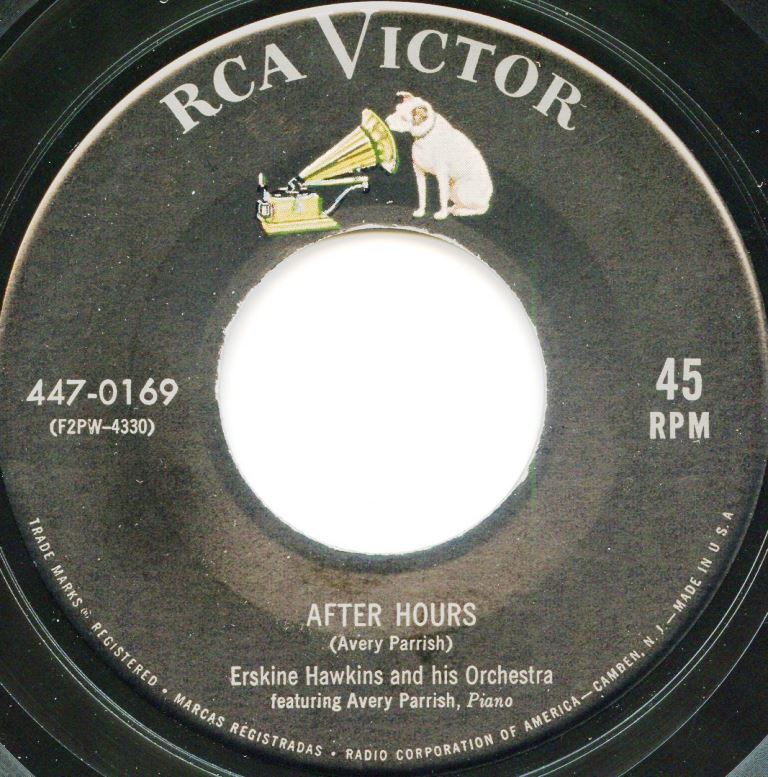 RCA VICTOR
447-0169
(F2PW-4330)
45
RPM
AFTER HOURS
(Avery Parrish)
Erskine Hawkins and his Orchestra
featuring Avery Parrish, Piano
TRADE MARKS ® REGISTERED • MARCAS REGISTRADAS • RADIO CORPORATION OF AMERICA—CAMDEN, N. J.—MADE IN U. S. A